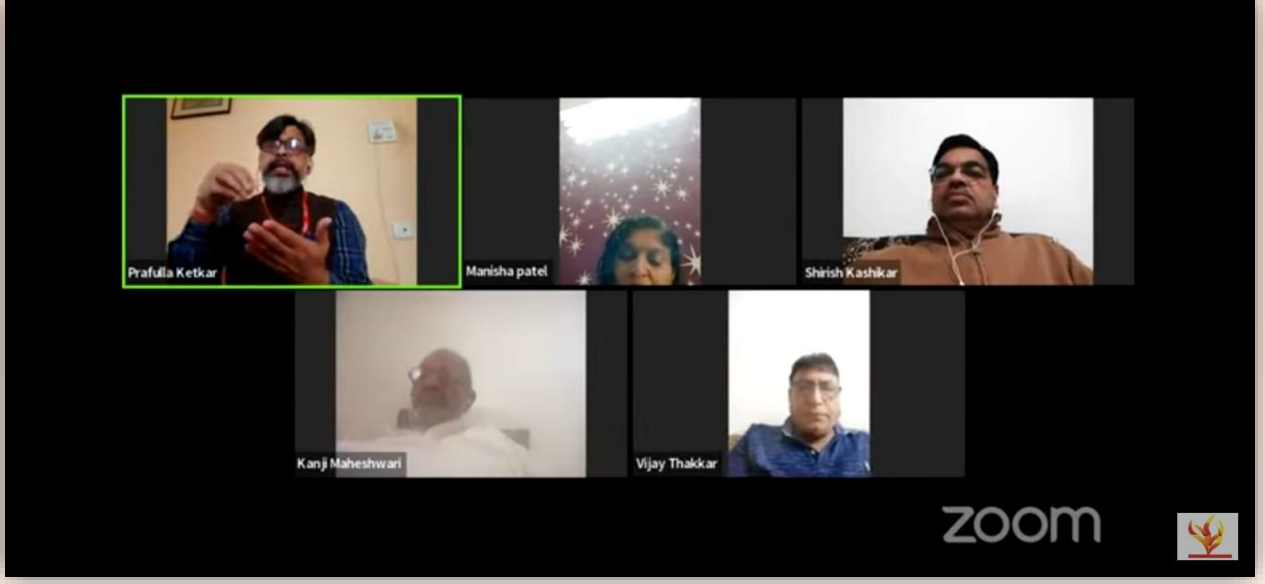 Prafulla Ketkar
Manisha patel
Shirish Kashikar
Kanji Maheshwari
Vijay Thakkar
zoom